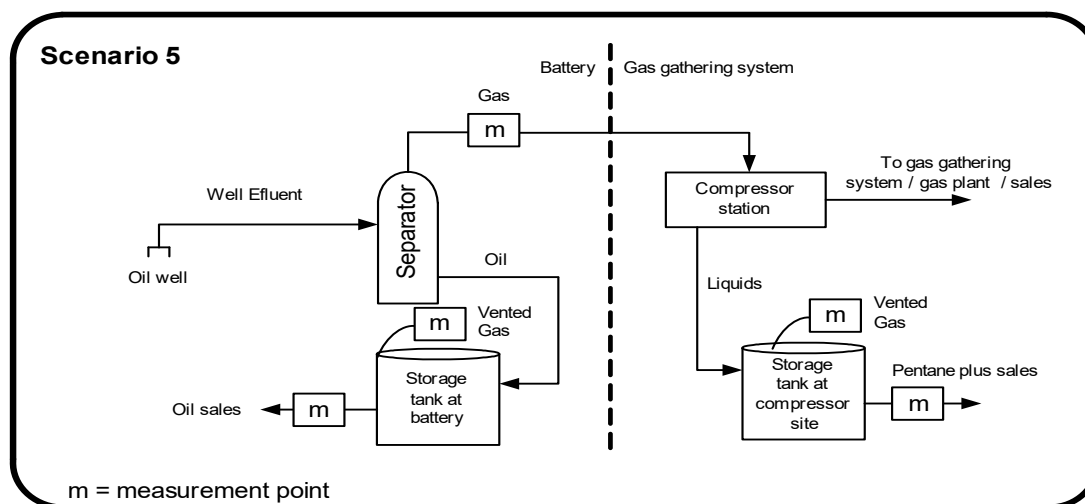 Scenario 5
Battery
Gas gathering system
Gas
m
Well Efluent
Separator
Oil well
Oil
Compressor
station
To gas gathering
system / gas plant / sales
Liquids
m
Vented
Gas
Storage
tank at
battery
Oil sales
m
m
Vented
Gas
Storage
tank at
compressor
site
Pentane plus sales
m
m = measurement point